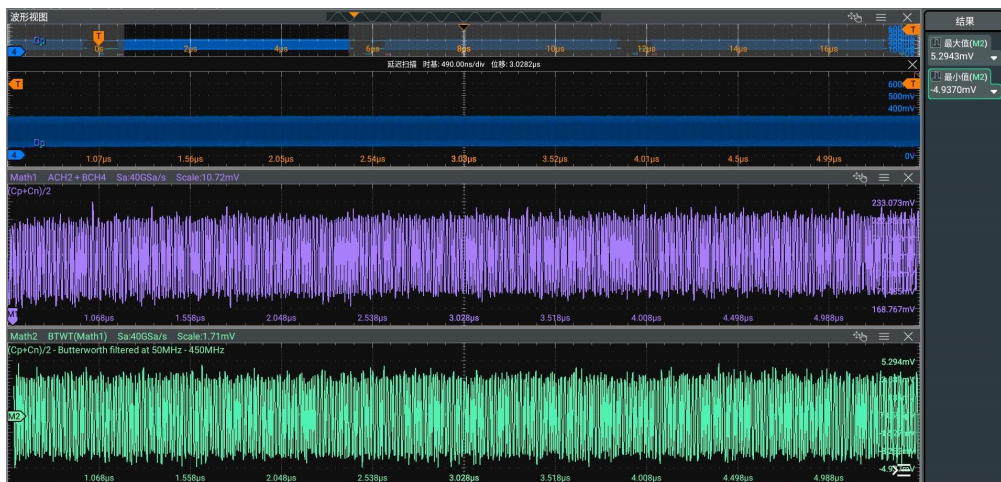 波形视图
结果
T
Dp
4
0s 2μs 4μs 6μs 8μs 10μs 12μs 14μs 16μs
T
最大值(M2)
5.2943mV
最小值(M2)
-4.9370mV
延迟扫描 时基: 490.00ns/div 位移: 3.0282μs
T
600
T
500mV
400mV
Dp
4
0V
1.07μs 1.56μs 2.05μs 2.54μs 3.03μs 3.52μs 4.01μs 4.5μs 4.99μs
Math1 ACH2 + BCH4 Sa:40GSa/s Scale:10.72mV
(Cp+Cn)/2
233.073mV
168.767mV
M1
1.068μs 1.558μs 2.048μs 2.538μs 3.028μs 3.518μs 4.008μs 4.498μs 4.988μs
Math2 BTWT(Math1) Sa:40GSa/s Scale:1.71mV
(Cp+Cn)/2 - Butterworth filtered at 50MHz - 450MHz
5.294mV
M2
1.068μs 1.558μs 2.048μs 2.538μs 3.028μs 3.518μs 4.008μs 4.498μs 4.988μs